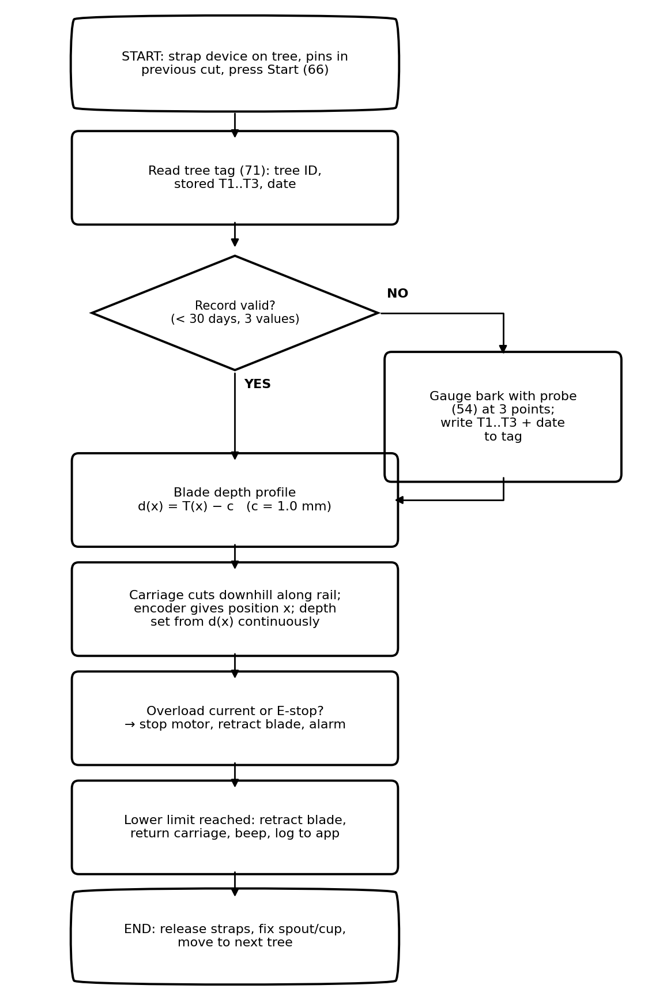 START: strap device on tree, pins in
previous cut, press Start (66)
Read tree tag (71): tree ID,
stored T1..T3, date
Record valid?
(< 30 days, 3 values)
NO
YES
Gauge bark with probe
(54) at 3 points;
write T1..T3 + date
to tag
Blade depth profile
d(x) = T(x) − c   (c = 1.0 mm)
Carriage cuts downhill along rail;
encoder gives position x; depth
set from d(x) continuously
Overload current or E-stop?
→ stop motor, retract blade, alarm
Lower limit reached: retract blade,
return carriage, beep, log to app
END: release straps, fix spout/cup,
move to next tree